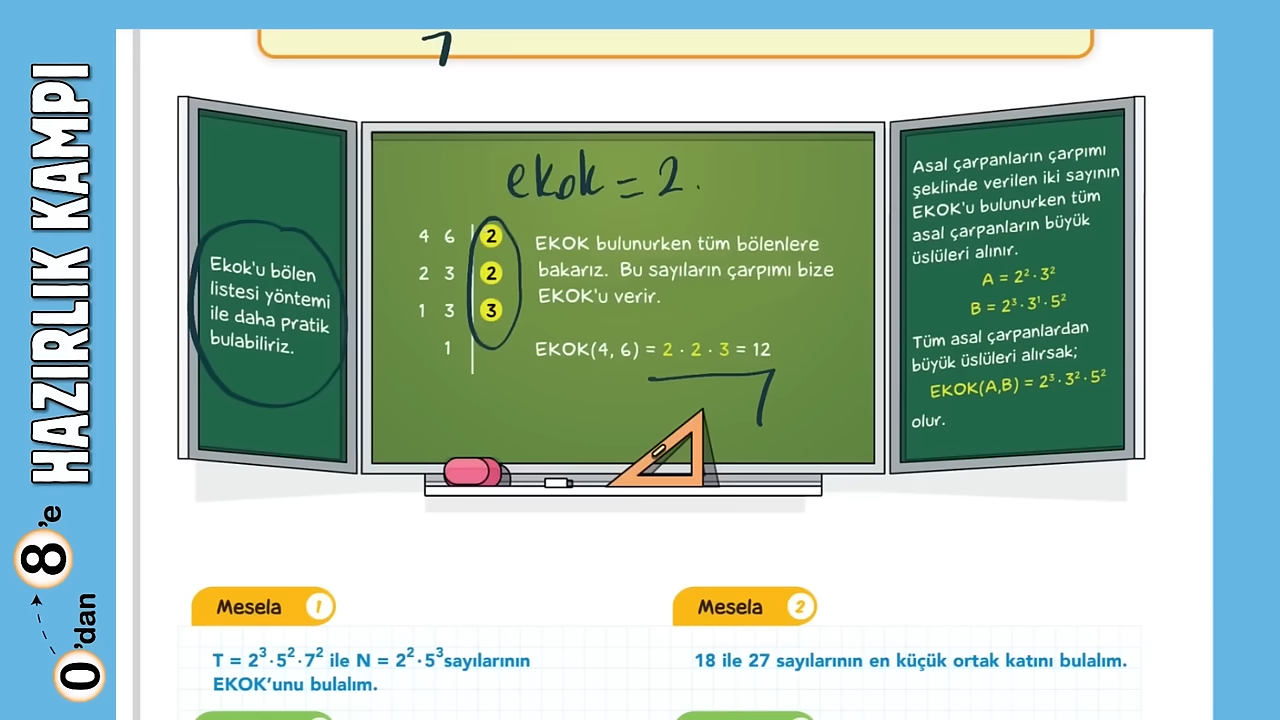 HAZIRLIK KAMPI
0'dan 8'e
7
Ekok'u bölen
listesi yöntemi
ile daha pratik
bulabiliriz.
ekok = 2.
4 6 2
2 3 2
1 3 3
1
EKOK bulunurken tüm bölenlere
bakarız. Bu sayıların çarpımı bize
EKOK'u verir.
EKOK(4, 6) = 2 · 2 · 3 = 12
Asal çarpanların çarpımı
şeklinde verilen iki sayının
EKOK'u bulunurken tüm
asal çarpanların büyük
üslüleri alınır.
A = 2² · 3²
B = 2³ · 3¹ · 5²
Tüm asal çarpanlardan
büyük üslüleri alırsak;
EKOK(A,B) = 2³ · 3² · 5²
olur.
Mesela 1
T = 2³ · 5² · 7² ile N = 2² · 5³ sayılarının
EKOK'unu bulalım.
Mesela 2
18 ile 27 sayılarının en küçük ortak katını bulalım.